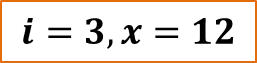 i = 3, x = 12